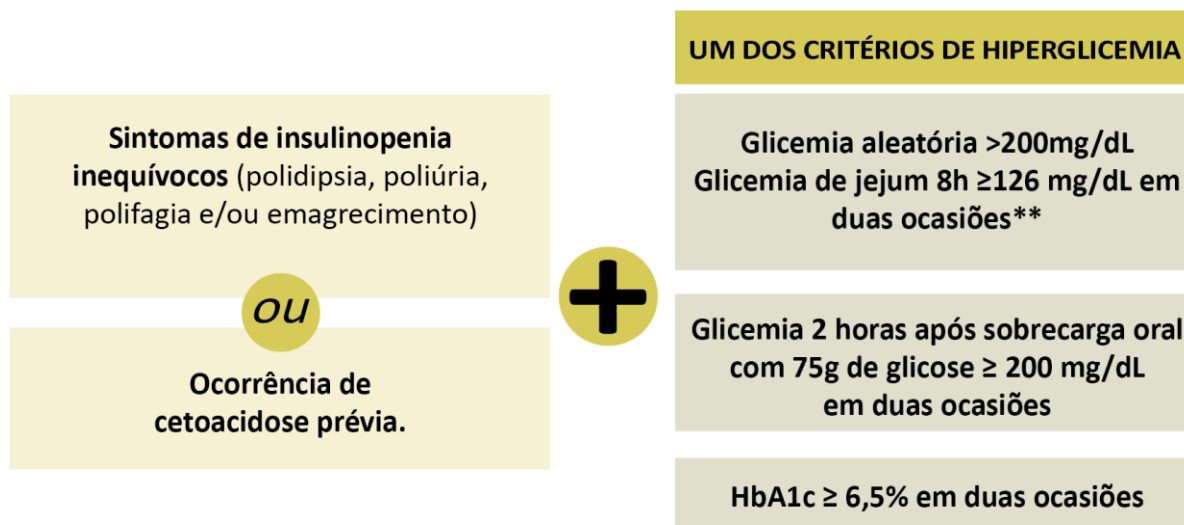 Sintomas de insulinopenia
inequívocos (polidipsia, poliúria,
polifagia e/ou emagrecimento)
ou
Ocorrência de
cetoacidose prévia.
+
UM DOS CRITÉRIOS DE HIPERGLICEMIA
Glicemia aleatória >200mg/dL
Glicemia de jejum 8h ≥126 mg/dL em
duas ocasiões**
Glicemia 2 horas após sobrecarga oral
com 75g de glicose ≥ 200 mg/dL
em duas ocasiões
HbA1c ≥ 6,5% em duas ocasiões